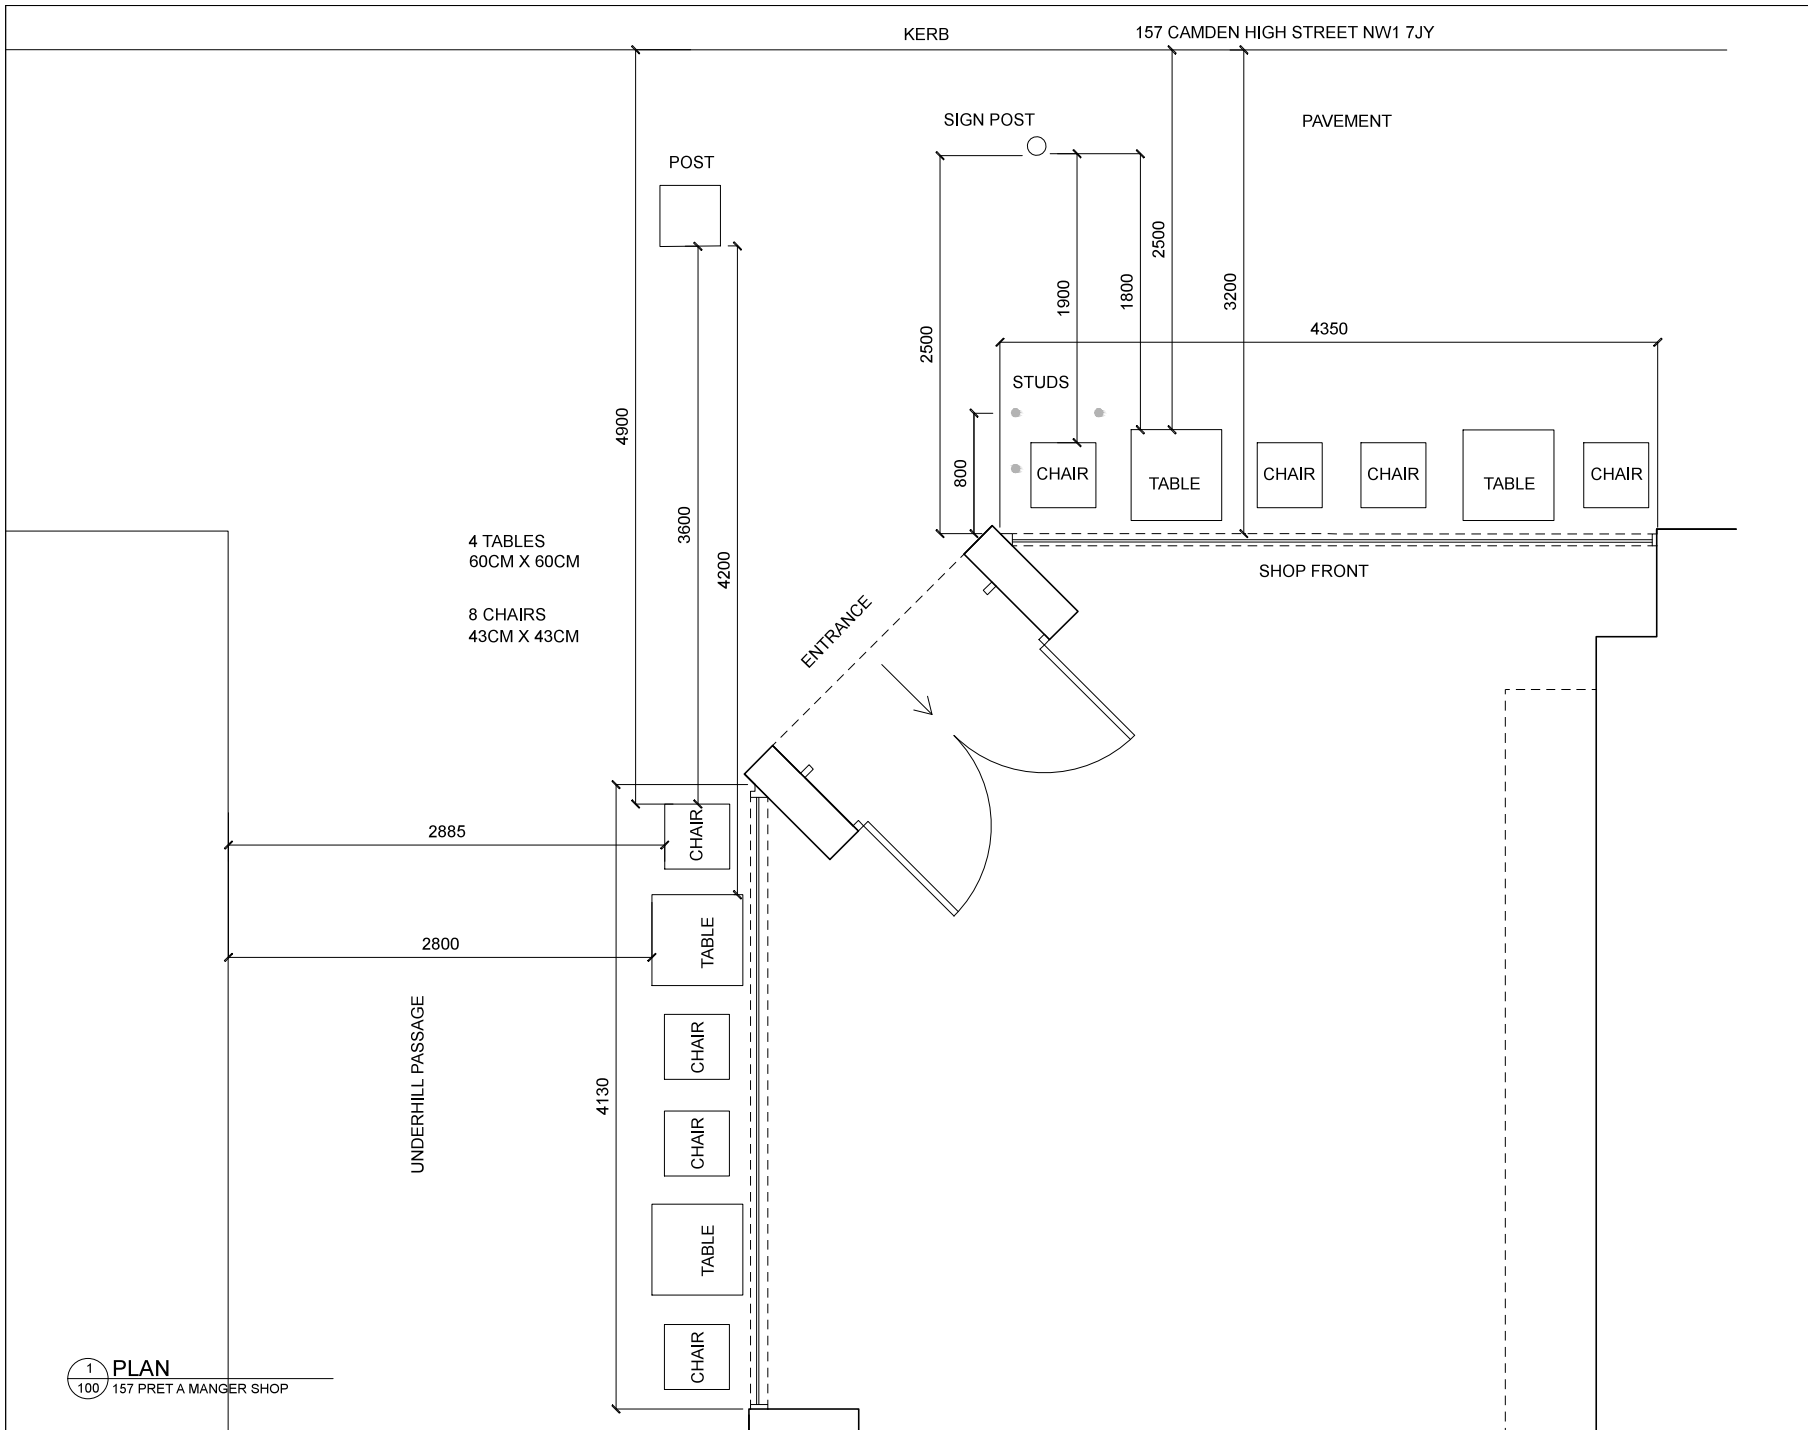 KERB
157 CAMDEN HIGH STREET NW1 7JY
SIGN POST
PAVEMENT
POST
2500
1900
1800
3200
2500
4350
STUDS
4900
800
CHAIR
TABLE
CHAIR
CHAIR
TABLE
CHAIR
3600
4 TABLES
60CM X 60CM
4200
SHOP FRONT
8 CHAIRS
43CM X 43CM
ENTRANCE
2885
CHAIR
2800
TABLE
UNDERHILL PASSAGE
CHAIR
4130
CHAIR
TABLE
CHAIR
1
100
PLAN
157 PRET A MANGER SHOP